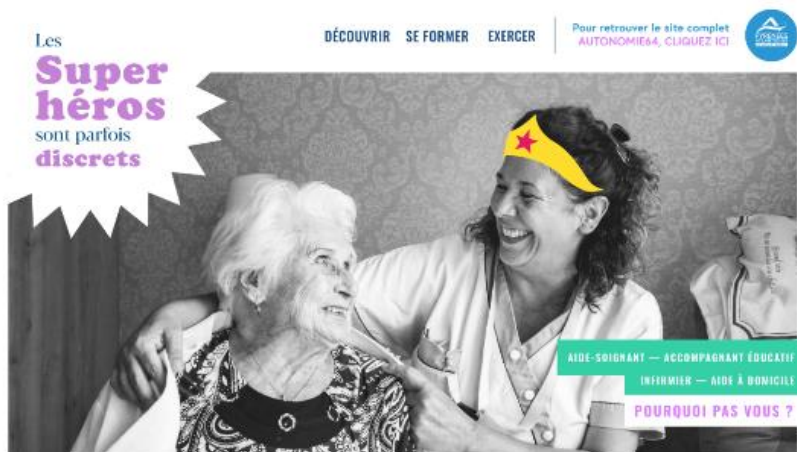 Les
Super
héros
sont parfois
discrets
DÉCOUVRIR SE FORMER EXERCER
Pour retrouver le site complet
AUTONOMIE64, CLIQUEZ ICI
AIDE-SOIGNANT — ACCOMPAGNANT ÉDUCATIF
INFIRMIER — AIDE À DOMICILE
POURQUOI PAS VOUS ?